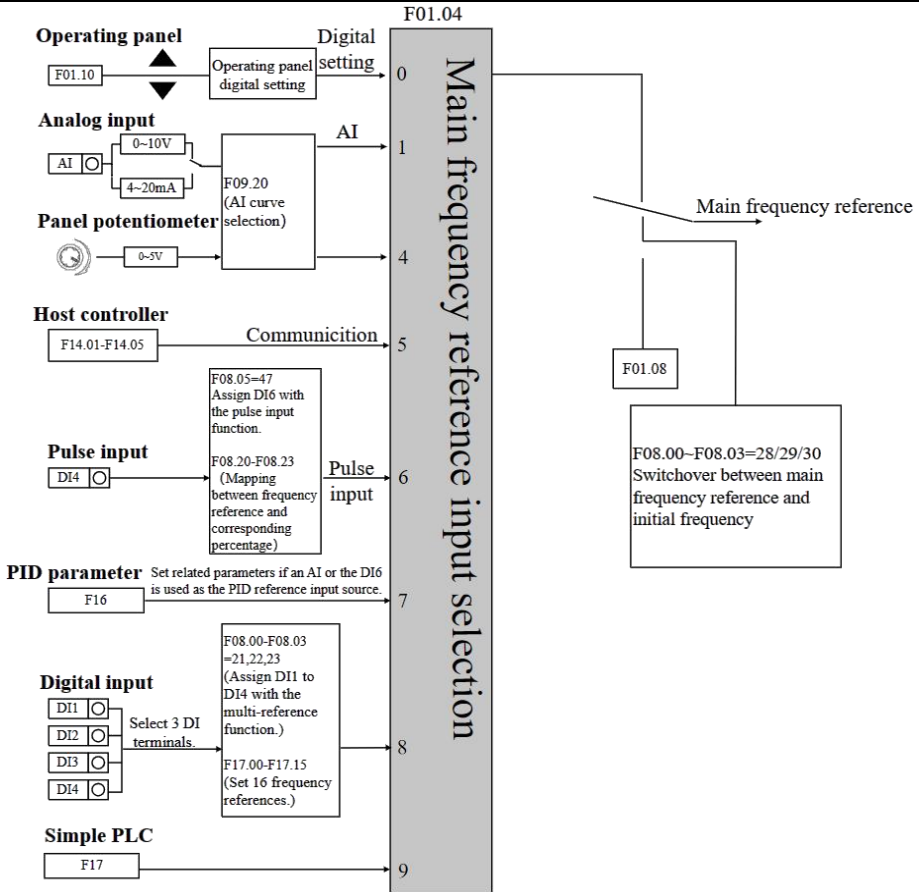 F01.04
Operating panel
Digital
setting
F01.10
Operating panel
digital setting
0
Analog input
0~10V
AI
4~20mA
F09.20
(AI curve
selection)
AI
1
Panel potentiometer
0~5V
4
Host controller
F14.01-F14.05
Communicition
5
Pulse input
DI4
F08.05=47
Assign DI6 with
the pulse input
function.
F08.20-F08.23
(Mapping
between frequency
reference and
corresponding
percentage)
Pulse
input
6
PID parameter
F16
Set related parameters if an AI or the DI6
is used as the PID reference input source.
7
Digital input
DI1
DI2
DI3
DI4
Select 3 DI
terminals.
F08.00-F08.03
=21,22,23
(Assign DI1 to
DI4 with the
multi-reference
function.)
F17.00-F17.15
(Set 16 frequency
references.)
8
Simple PLC
F17
9
Main frequency reference input selection
Main frequency reference
F01.08
F08.00~F08.03=28/29/30
Switchover between main
frequency reference and
initial frequency